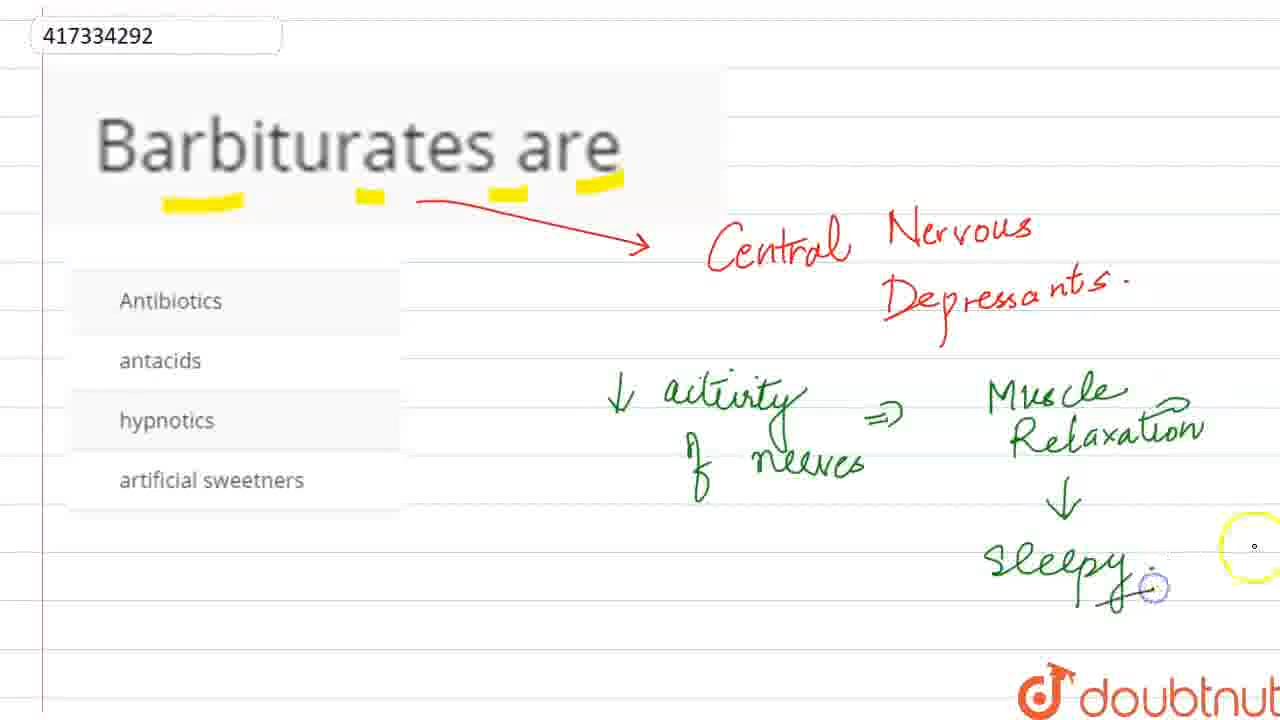 417334292
Barbiturates are
Central Nervous
Depressants.
Antibiotics
antacids
hypnotics
artificial sweetners
↓ activity
of neeves
⇒ Muscle
Relaxation
↓
Sleepy.
doubtnut